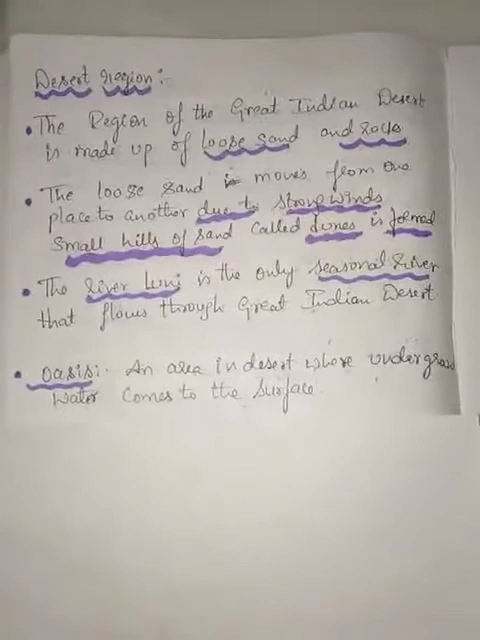 Desert region:-
• The Region of the Great Indian Desert
is made up of loose sand and rocks
• The loose sand is moves from one
place to another due to strong winds
Small hills of sand called dunes is formed
• The River Luni is the only seasonal River
that flows through Great Indian Desert
• Oasis:- An area in desert where underground
Water comes to the Surface